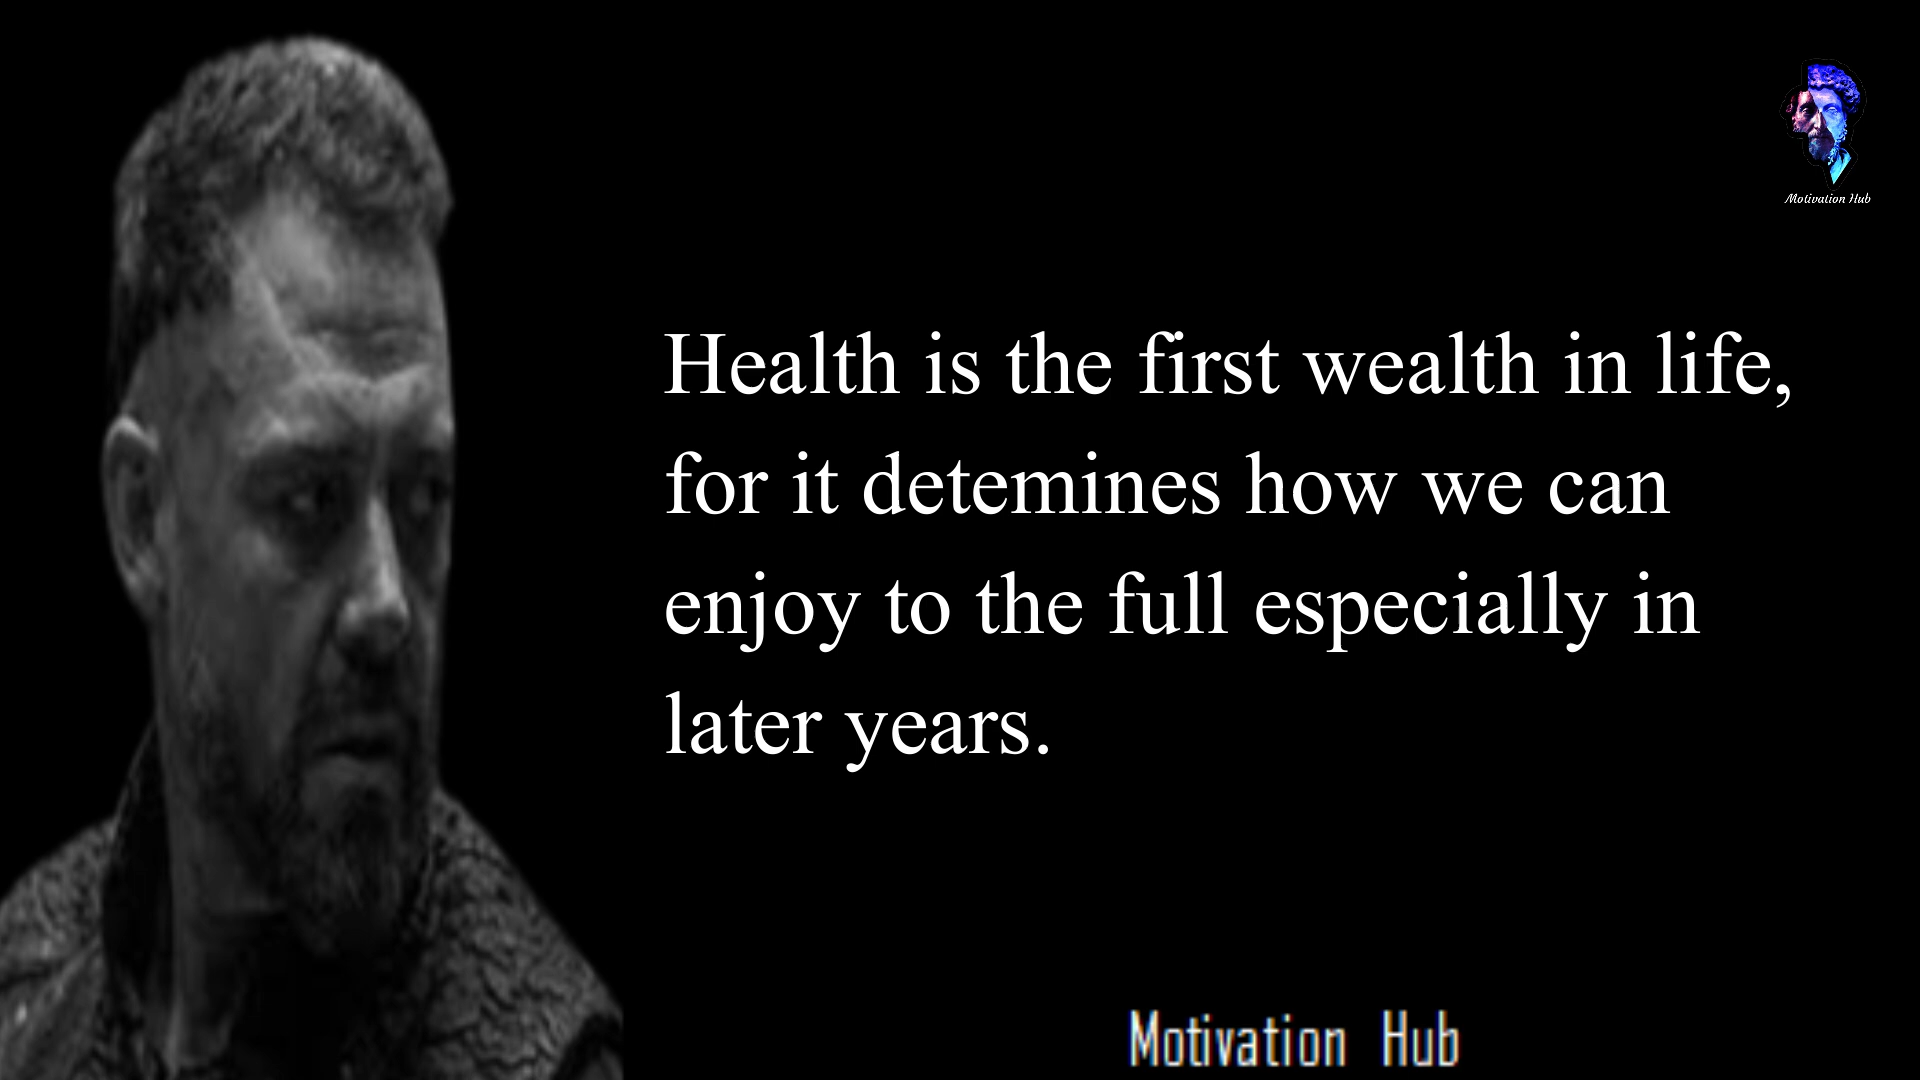 Motivation Hub
Health is the first wealth in life,
for it detemines how we can
enjoy to the full especially in
later years.
Motivation Hub